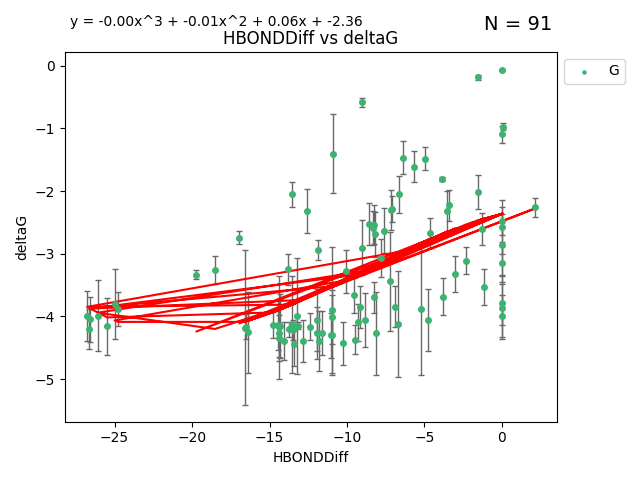 y = -0.00x^3 + -0.01x^2 + 0.06x + -2.36
N = 91
HBONDDiff vs deltaG
G
0
−1
−2
−3
−4
−5
deltaG
−25 −20 −15 −10 −5 0
HBONDDiff